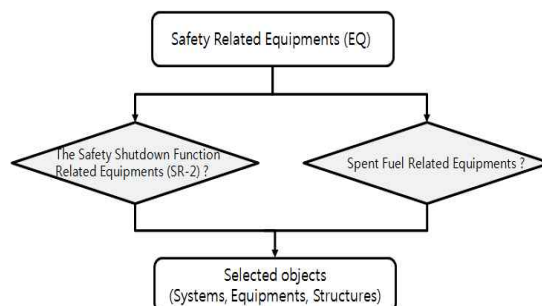 Safety Related Equipments (EQ)
The Safety Shutdown Function
Related Equipments (SR-2) ?
Spent Fuel Related Equipments ?
Selected objects
(Systems, Equipments, Structures)